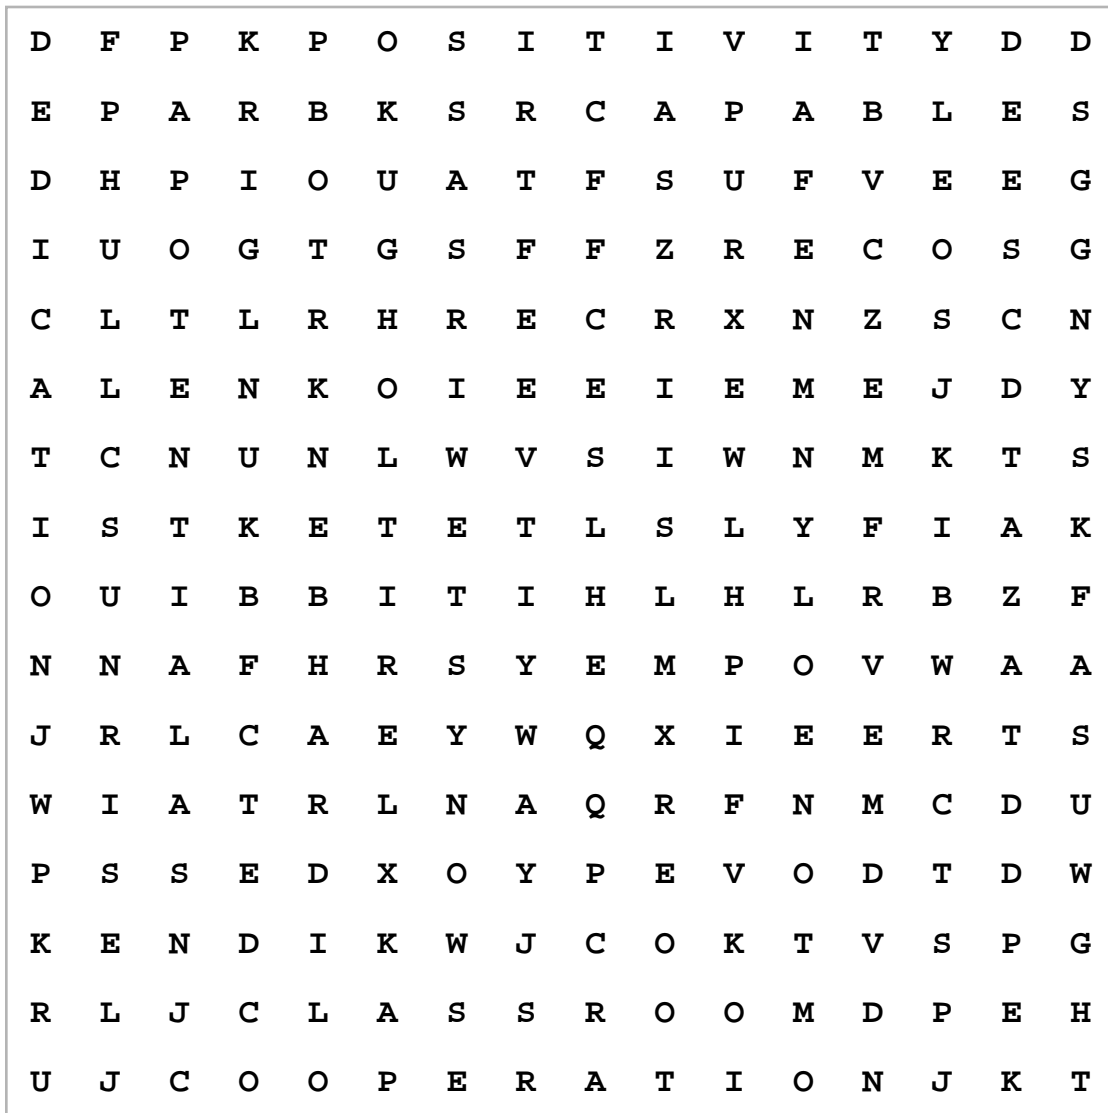 D F P K P O S I T I V I T Y D D
E P A R B K S R C A P A B L E S
D H P I O U A T F S U F V E E G
I U O G T G S F F Z R E C O S G
C L T L R H R E C R X N Z S C N
A L E N K O I E E I E M E J D Y
T C N U N L W V S I W N M K T S
I S T K E T E T L S L Y F I A K
O U I B B I T I H L H L R B Z F
N N A F H R S Y E M P O V W A A
J R L C A E Y W Q X I E E R T S
W I A T R L N A Q R F N M C D U
P S S E D X O Y P E V O D T D W
K E N D I K W J C O K T V S P G
R L J C L A S S R O O M D P E H
U J C O O P E R A T I O N J K T